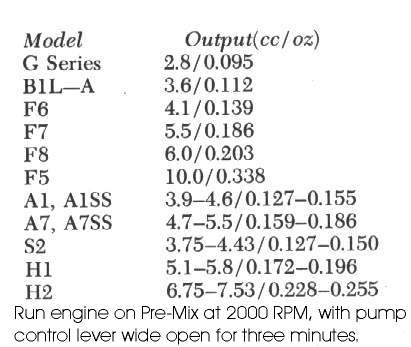 Model Output(cc/oz)
G Series 2.8/0.095
B1L—A 3.6/0.112
F6 4.1/0.139
F7 5.5/0.186
F8 6.0/0.203
F5 10.0/0.338
A1, A1SS 3.9–4.6/0.127–0.155
A7, A7SS 4.7–5.5/0.159–0.186
S2 3.75–4.43/0.127–0.150
H1 5.1–5.8/0.172–0.196
H2 6.75–7.53/0.228–0.255
Run engine on Pre-Mix at 2000 RPM, with pump
control lever wide open for three minutes.